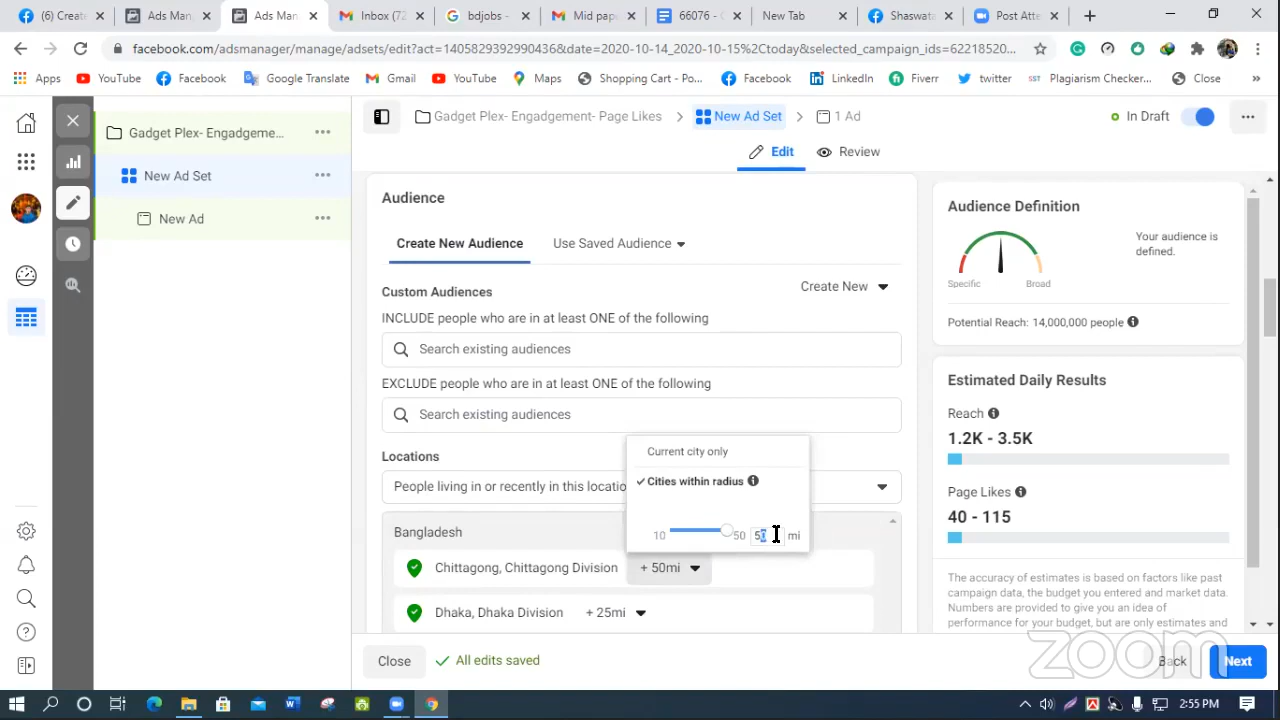 (6) Create
Ads Man
Ads Man
Inbox (72
bdjobs -
Mid pap
66076 - C
New Tab
Shaswata
Post Atte
facebook.com/adsmanager/manage/adsets/edit?act=1405829392990436&date=2020-10-14_2020-10-15%2Ctoday&selected_campaign_ids=62218520...
Apps
YouTube
Facebook
Google Translate
Gmail
YouTube
Maps
Shopping Cart - Po...
Facebook
LinkedIn
Fiverr
twitter
Plagiarism Checker...
Close
»
Gadget Plex- Engadgeme...
New Ad Set
New Ad
Gadget Plex- Engadgement- Page Likes
New Ad Set
1 Ad
In Draft
Edit
Review
Audience
Create New Audience
Use Saved Audience
Custom Audiences
Create New
INCLUDE people who are in at least ONE of the following
Search existing audiences
EXCLUDE people who are in at least ONE of the following
Search existing audiences
Locations
People living in or recently in this locatio
Current city only
Cities within radius
10
50
50
mi
Bangladesh
Chittagong, Chittagong Division
+ 50mi
Dhaka, Dhaka Division
+ 25mi
Audience Definition
Specific
Broad
Your audience is
defined.
Potential Reach: 14,000,000 people
Estimated Daily Results
Reach
1.2K - 3.5K
Page Likes
40 - 115
The accuracy of estimates is based on factors like past
campaign data, the budget you entered and market data.
Numbers are provided to give you an idea of
performance for your budget, but are only estimates and
zoom
Close
All edits saved
Back
Next
2:55 PM